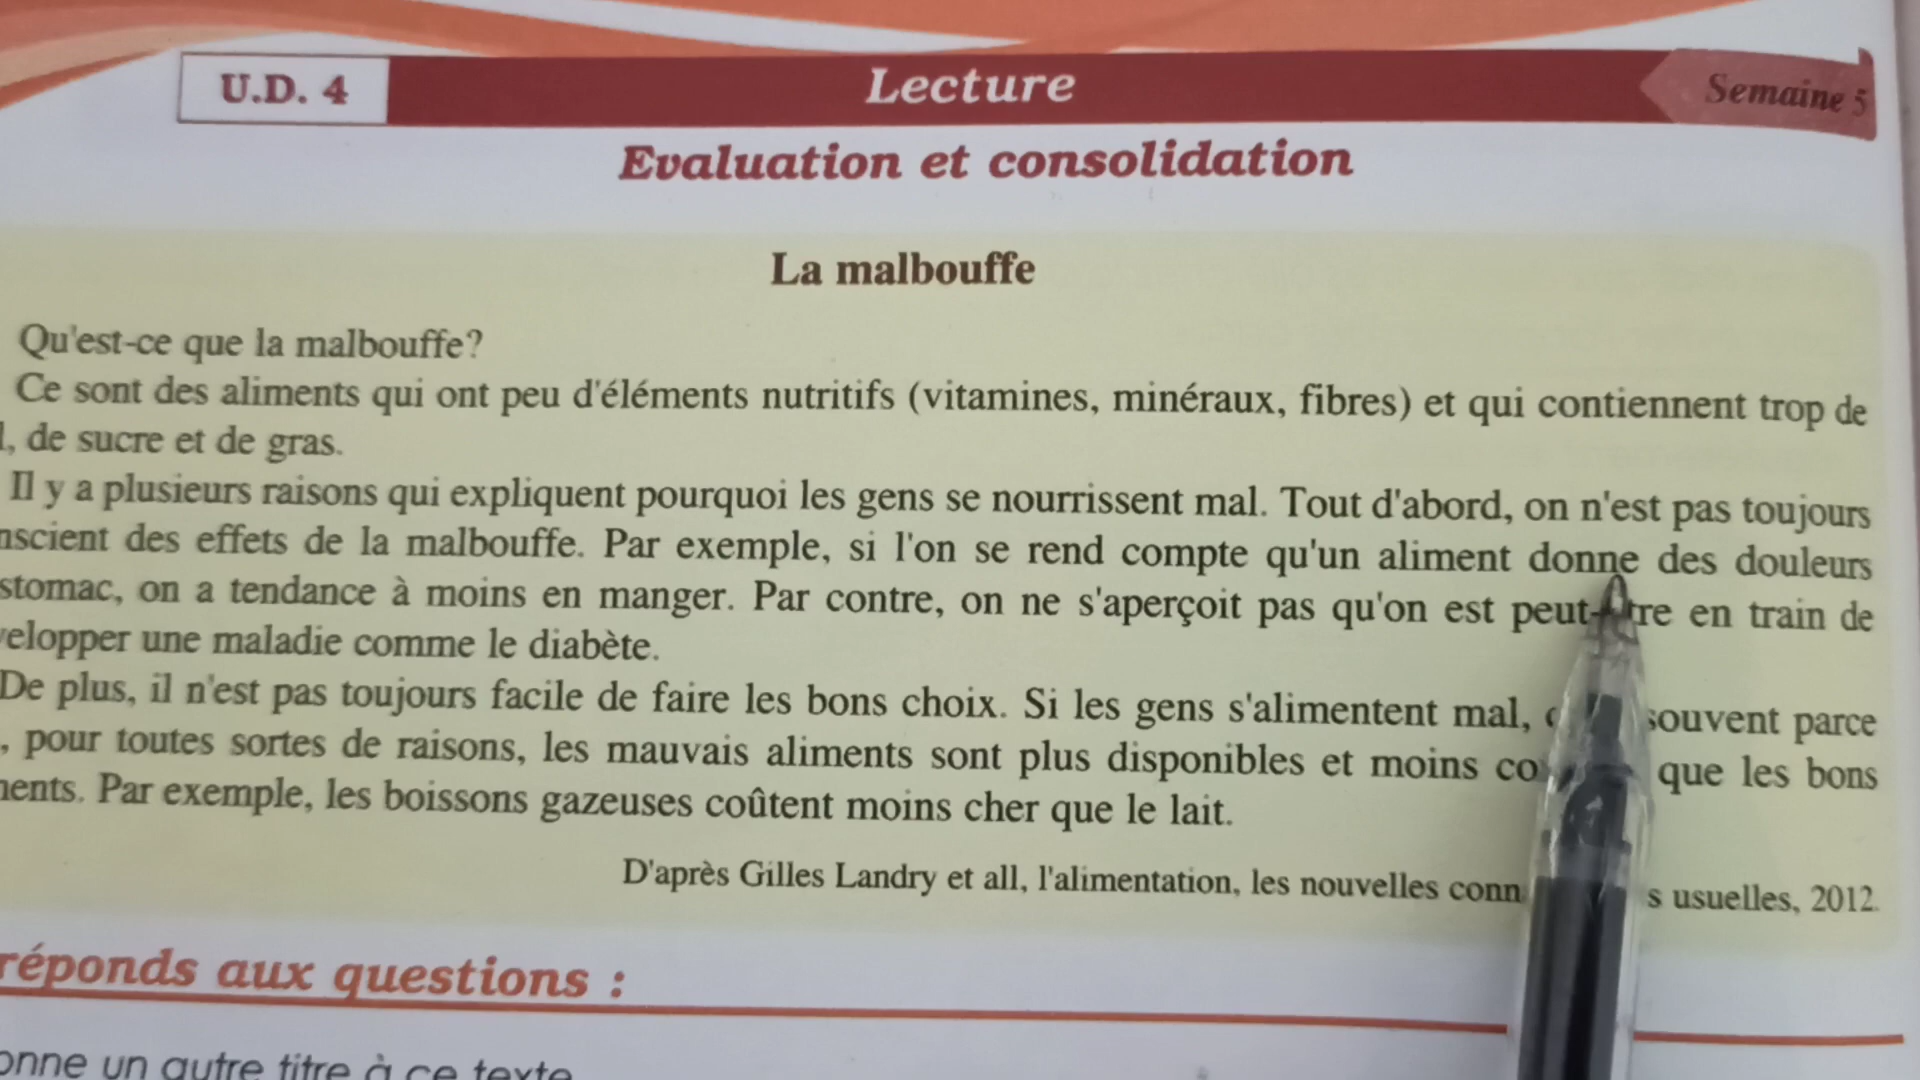 U.D. 4
Lecture
Semaine 5
Evaluation et consolidation
La malbouffe
Qu'est-ce que la malbouffe?
Ce sont des aliments qui ont peu d'éléments nutritifs (vitamines, minéraux, fibres) et qui contiennent trop de
, de sucre et de gras.
Il y a plusieurs raisons qui expliquent pourquoi les gens se nourrissent mal. Tout d'abord, on n'est pas toujours
des effets de la malbouffe. Par exemple, si l'on se rend compte qu'un aliment donne des douleurs
on a tendance à moins en manger. Par contre, on ne s'aperçoit pas qu'on est en train de
une maladie comme le diabète.
De plus, il n'est pas toujours facile de faire les bons choix. Si les gens s'alimentent mal, souvent parce
, pour toutes sortes de raisons, les mauvais aliments sont plus disponibles et moins que les bons
Par exemple, les boissons gazeuses coûtent moins cher que le lait.
D'après Gilles Landry et all, l'alimentation, les nouvelles usuelles, 2012.
réponds aux questions :
un autre titre à ce texte